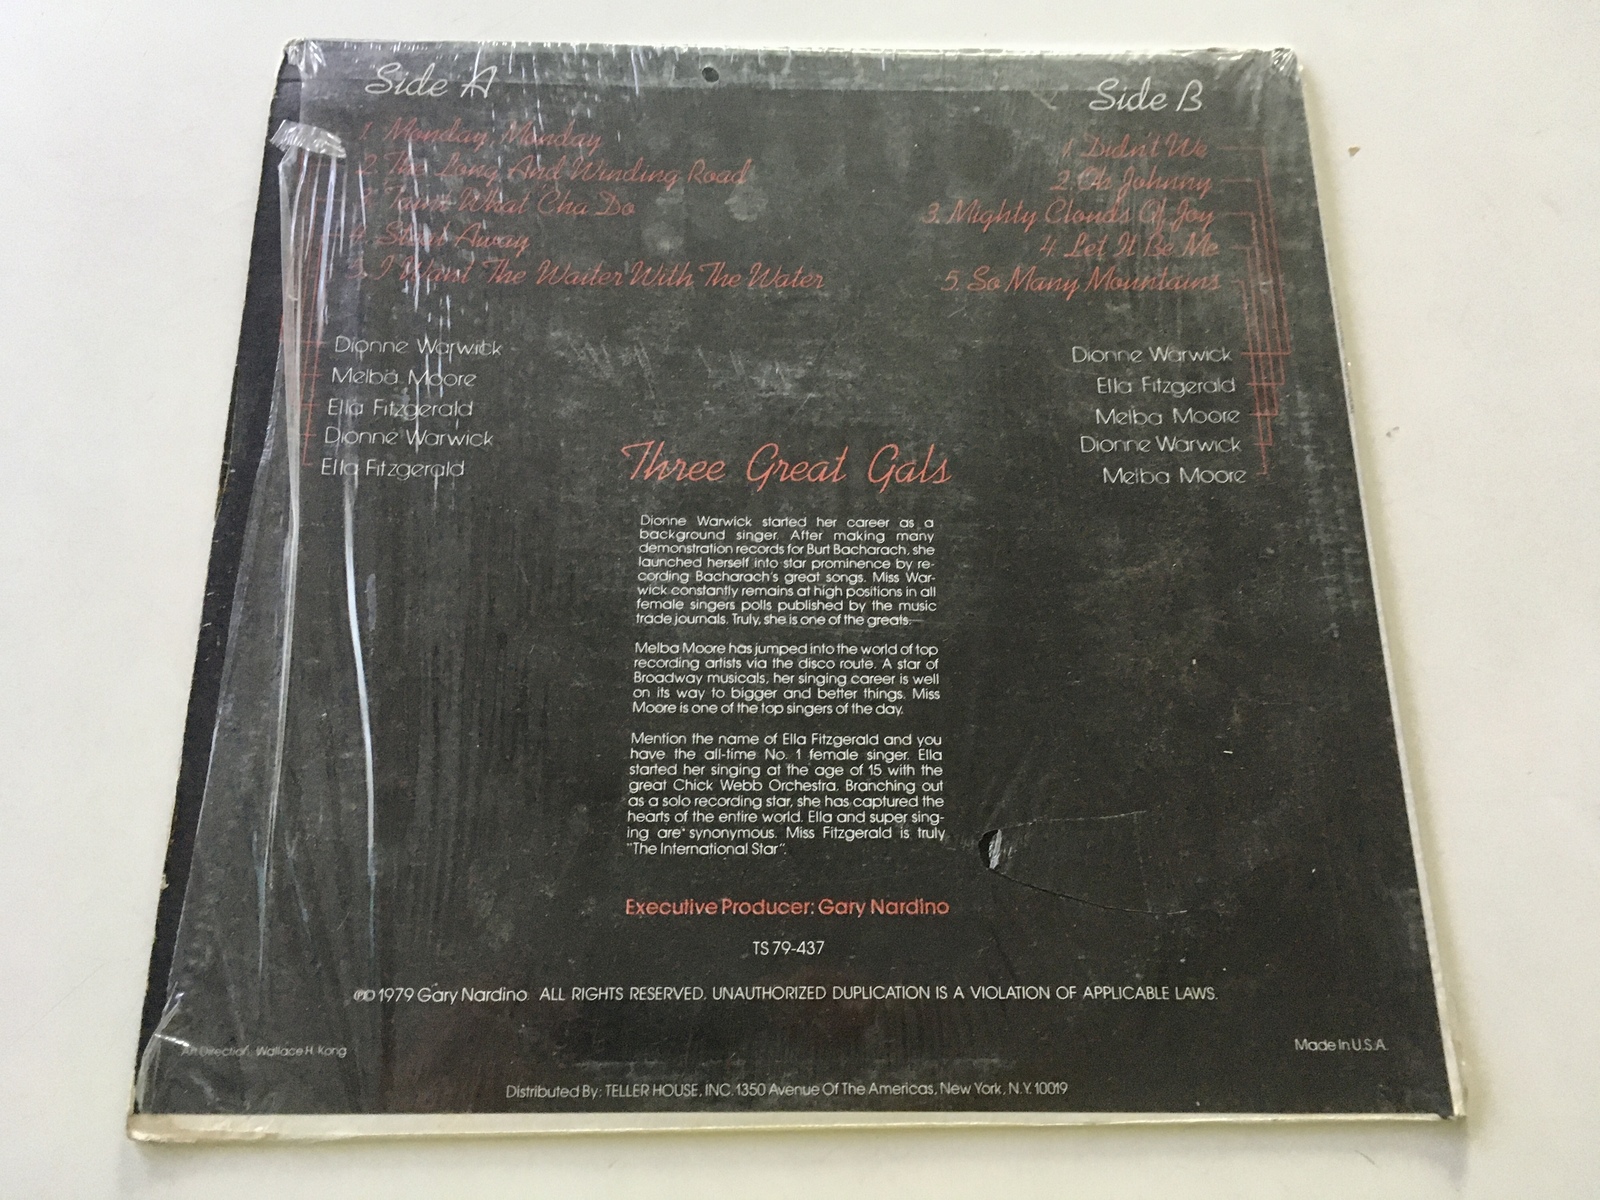 Side A
1. Monday, Monday
2. The Long And Winding Road
3. 'Tain't What 'Cha Do
4. Steal Away
5. I Want The Waiter With The Water
Dionne Warwick
Melba Moore
Ella Fitzgerald
Dionne Warwick
Ella Fitzgerald
Side B
1. Didn't We
2. Oh Johnny
3. Mighty Clouds Of Joy
4. Let It Be Me
5. So Many Mountains
Dionne Warwick
Ella Fitzgerald
Melba Moore
Dionne Warwick
Melba Moore
Three Great Gals
Dionne Warwick started her career as a
background singer. After making many
demonstration records for Burt Bacharach, she
launched herself into star prominence by re-
cording Bacharach's great songs. Miss War-
wick constantly remains at high positions in all
female singers polls published by the music
trade journals. Truly, she is one of the greats.
Melba Moore has jumped into the world of top
recording artists via the disco route. A star of
Broadway musicals, her singing career is well
on its way to bigger and better things. Miss
Moore is one of the top singers of the day.
Mention the name of Ella Fitzgerald and you
have the all-time No. 1 female singer. Ella
started her singing at the age of 15 with the
great Chick Webb Orchestra. Branching out
as a solo recording star, she has captured the
hearts of the entire world. Ella and super sing-
ing are synonymous. Miss Fitzgerald is truly
"The International Star".
Executive Producer: Gary Nardino
TS 79-437
℗© 1979 Gary Nardino. ALL RIGHTS RESERVED, UNAUTHORIZED DUPLICATION IS A VIOLATION OF APPLICABLE LAWS.
Art Direction: Wallace H. Kong
Made In U.S.A.
Distributed By: TELLER HOUSE, INC. 1350 Avenue Of The Americas, New York, N.Y. 10019